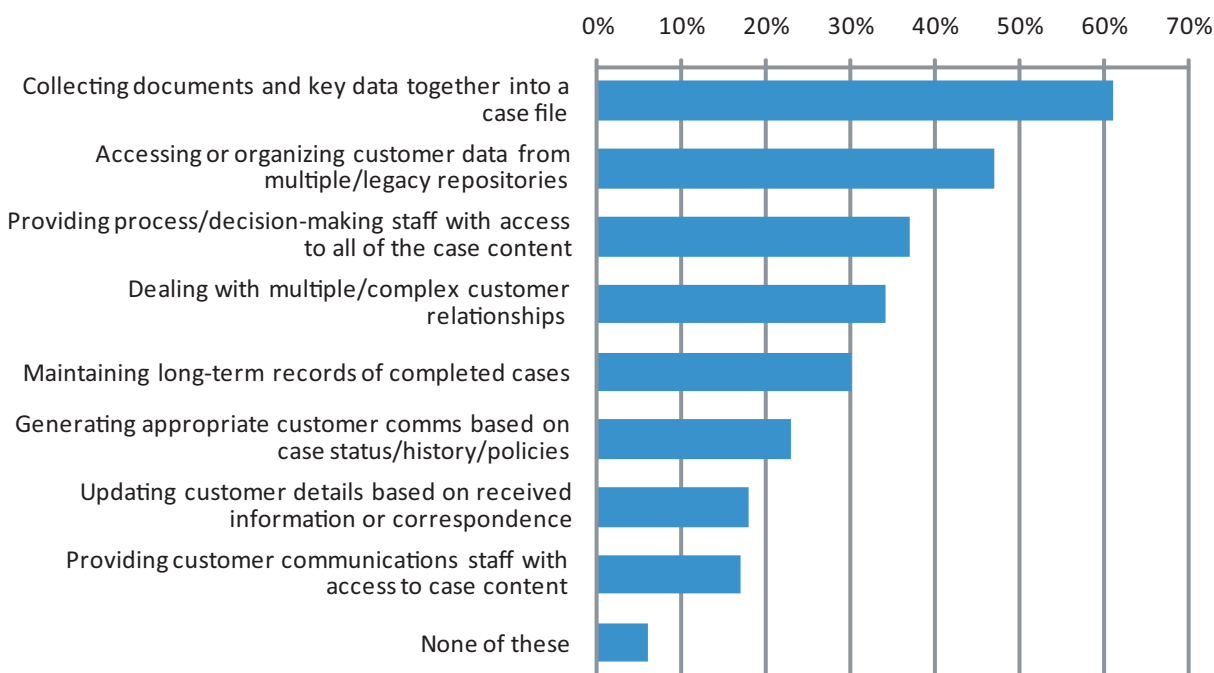 0% 10% 20% 30% 40% 50% 60% 70%
Collecting documents and key data together into a
case file
Accessing or organizing customer data from
multiple/legacy repositories
Providing process/decision-making staff with access
to all of the case content
Dealing with multiple/complex customer
relationships
Maintaining long-term records of completed cases
Generating appropriate customer comms based on
case status/history/policies
Updating customer details based on received
information or correspondence
Providing customer communications staff with
access to case content
None of these